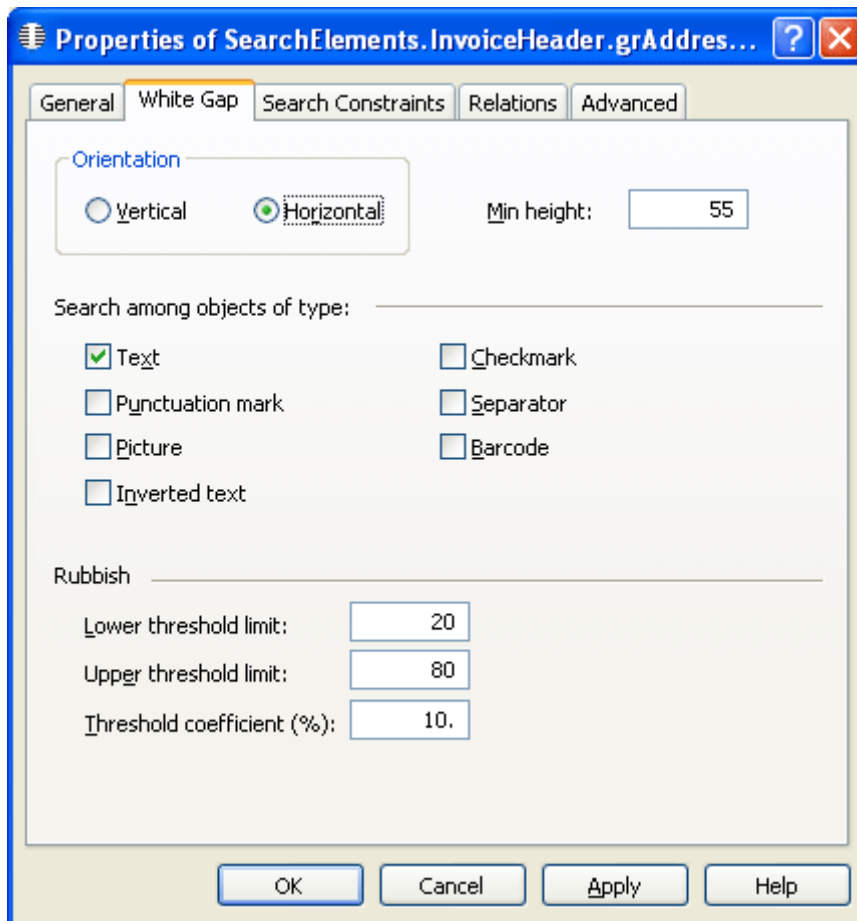 Properties of SearchElements.InvoiceHeader.grAddres...
General White Gap Search Constraints Relations Advanced
Orientation
Vertical Horizontal Min height: 55
Search among objects of type:
Text Checkmark
Punctuation mark Separator
Picture Barcode
Inverted text
Rubbish
Lower threshold limit: 20
Upper threshold limit: 80
Threshold coefficient (%): 10.
OK Cancel Apply Help